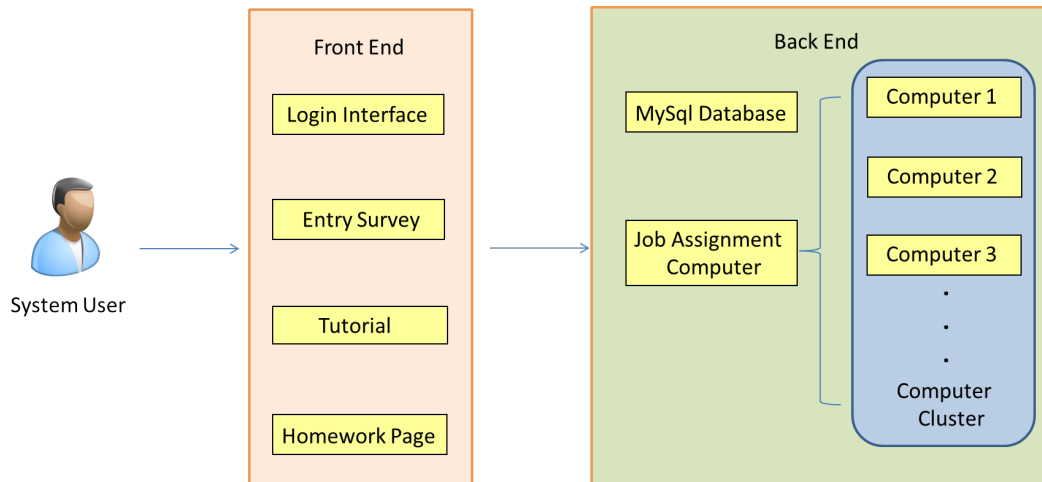 System User
Front End
Login Interface
Entry Survey
Tutorial
Homework Page
Back End
MySql Database
Job Assignment
Computer
Computer 1
Computer 2
Computer 3
Computer
Cluster